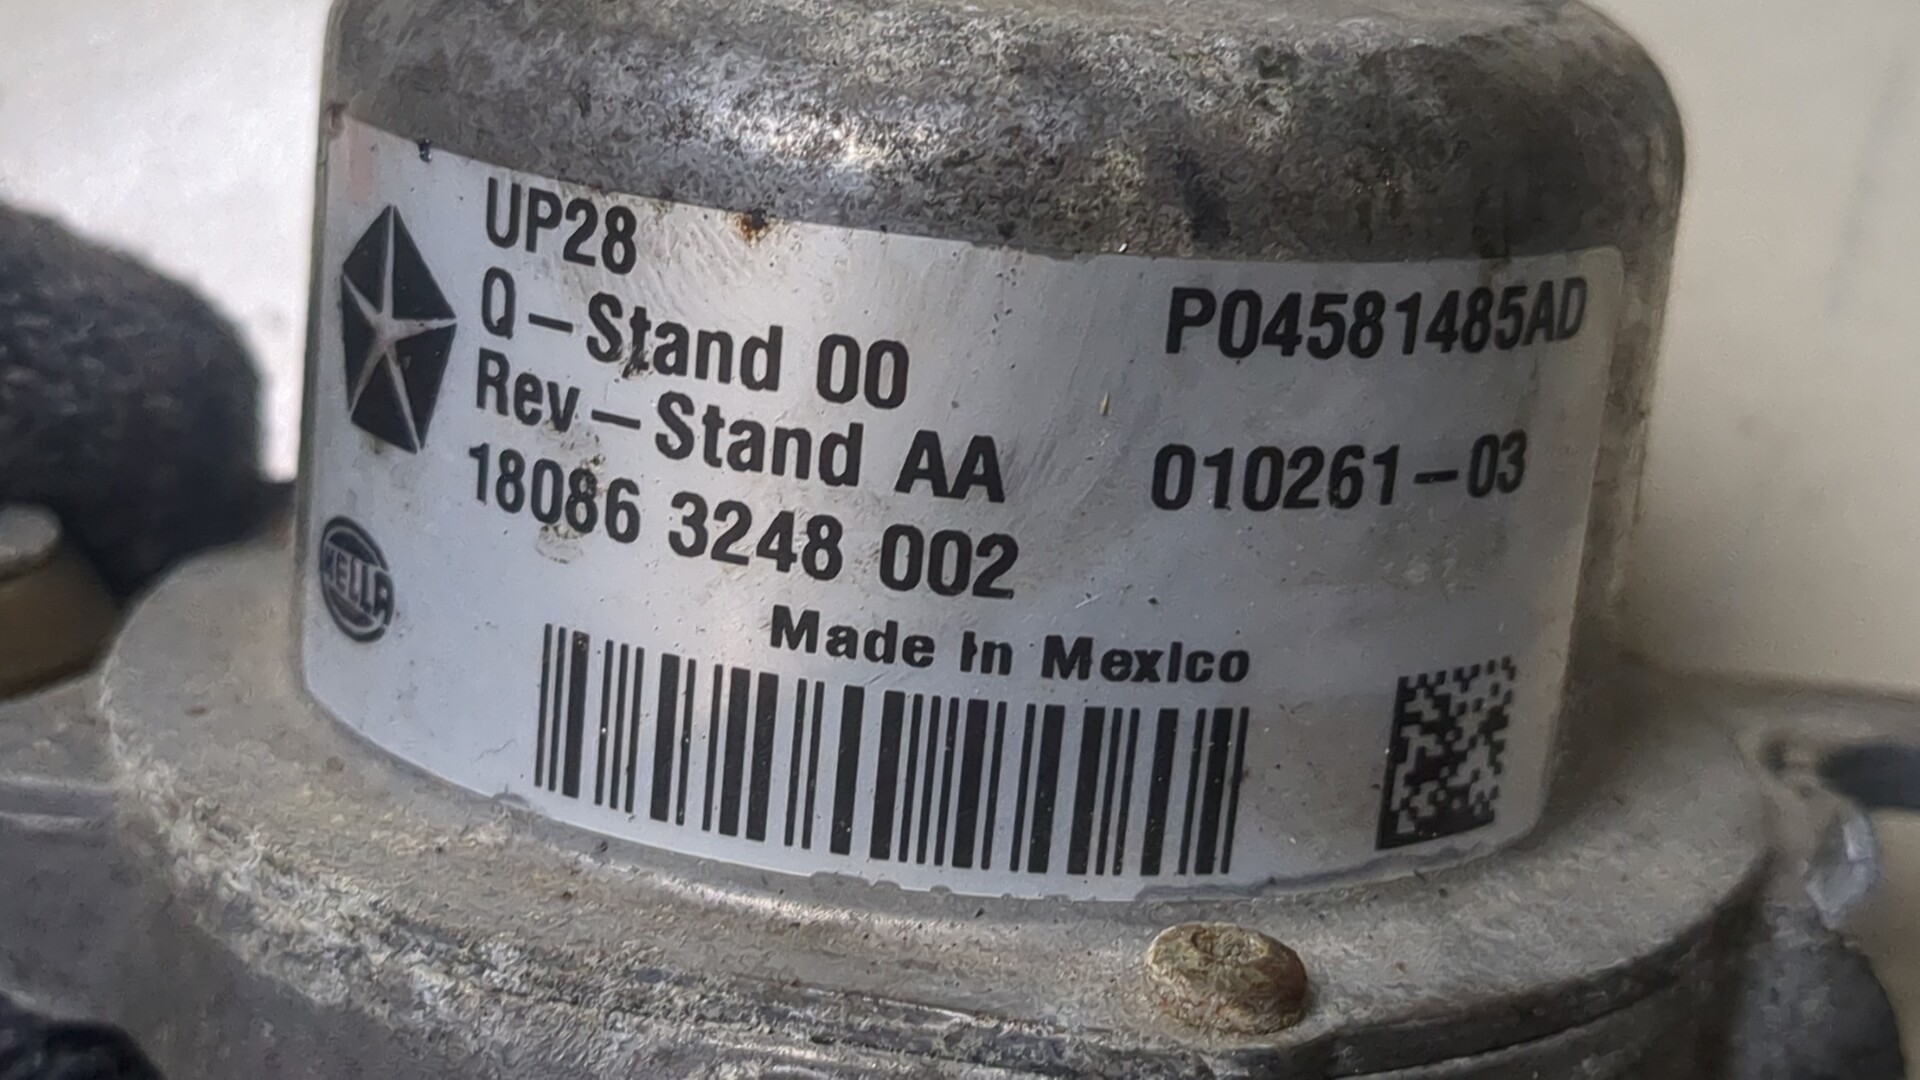 UP28
Q-Stand 00
Rev-Stand AA
18086 3248 002
P04581485AD
010261-03
HELLA
Made In Mexico